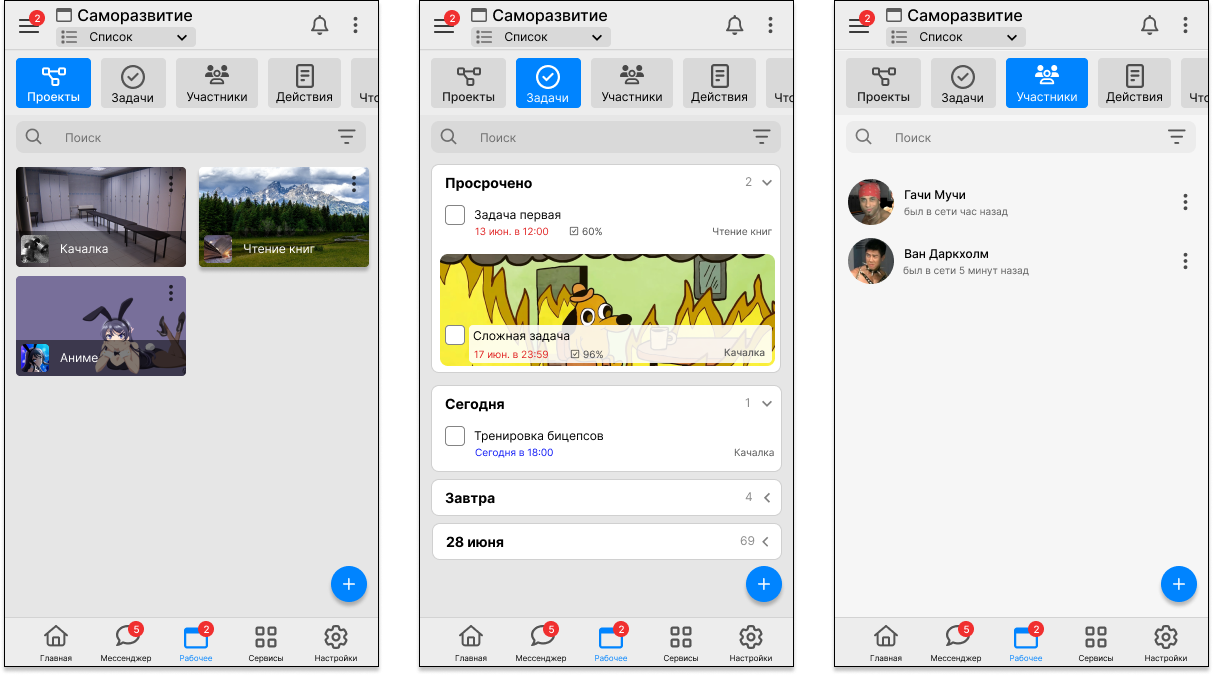 2
Саморазвитие
Список
Проекты
Задачи
Участники
Действия
Что
Поиск
Качалка
Чтение книг
Аниме
+
Главная
5
Мессенджер
2
Рабочее
Сервисы
Настройки
2
Саморазвитие
Список
Проекты
Задачи
Участники
Действия
Что
Поиск
Просрочено 2
Задача первая
13 июн. в 12:00 60% Чтение книг
Сложная задача
17 июн. в 23:59 96% Качалка
Сегодня 1
Тренировка бицепсов
Сегодня в 18:00 Качалка
Завтра 4
28 июня 69
+
Главная
5
Мессенджер
2
Рабочее
Сервисы
Настройки
2
Саморазвитие
Список
Проекты
Задачи
Участники
Действия
Что
Поиск
Гачи Мучи
был в сети час назад
Ван Даркхолм
был в сети 5 минут назад
+
Главная
5
Мессенджер
2
Рабочее
Сервисы
Настройки